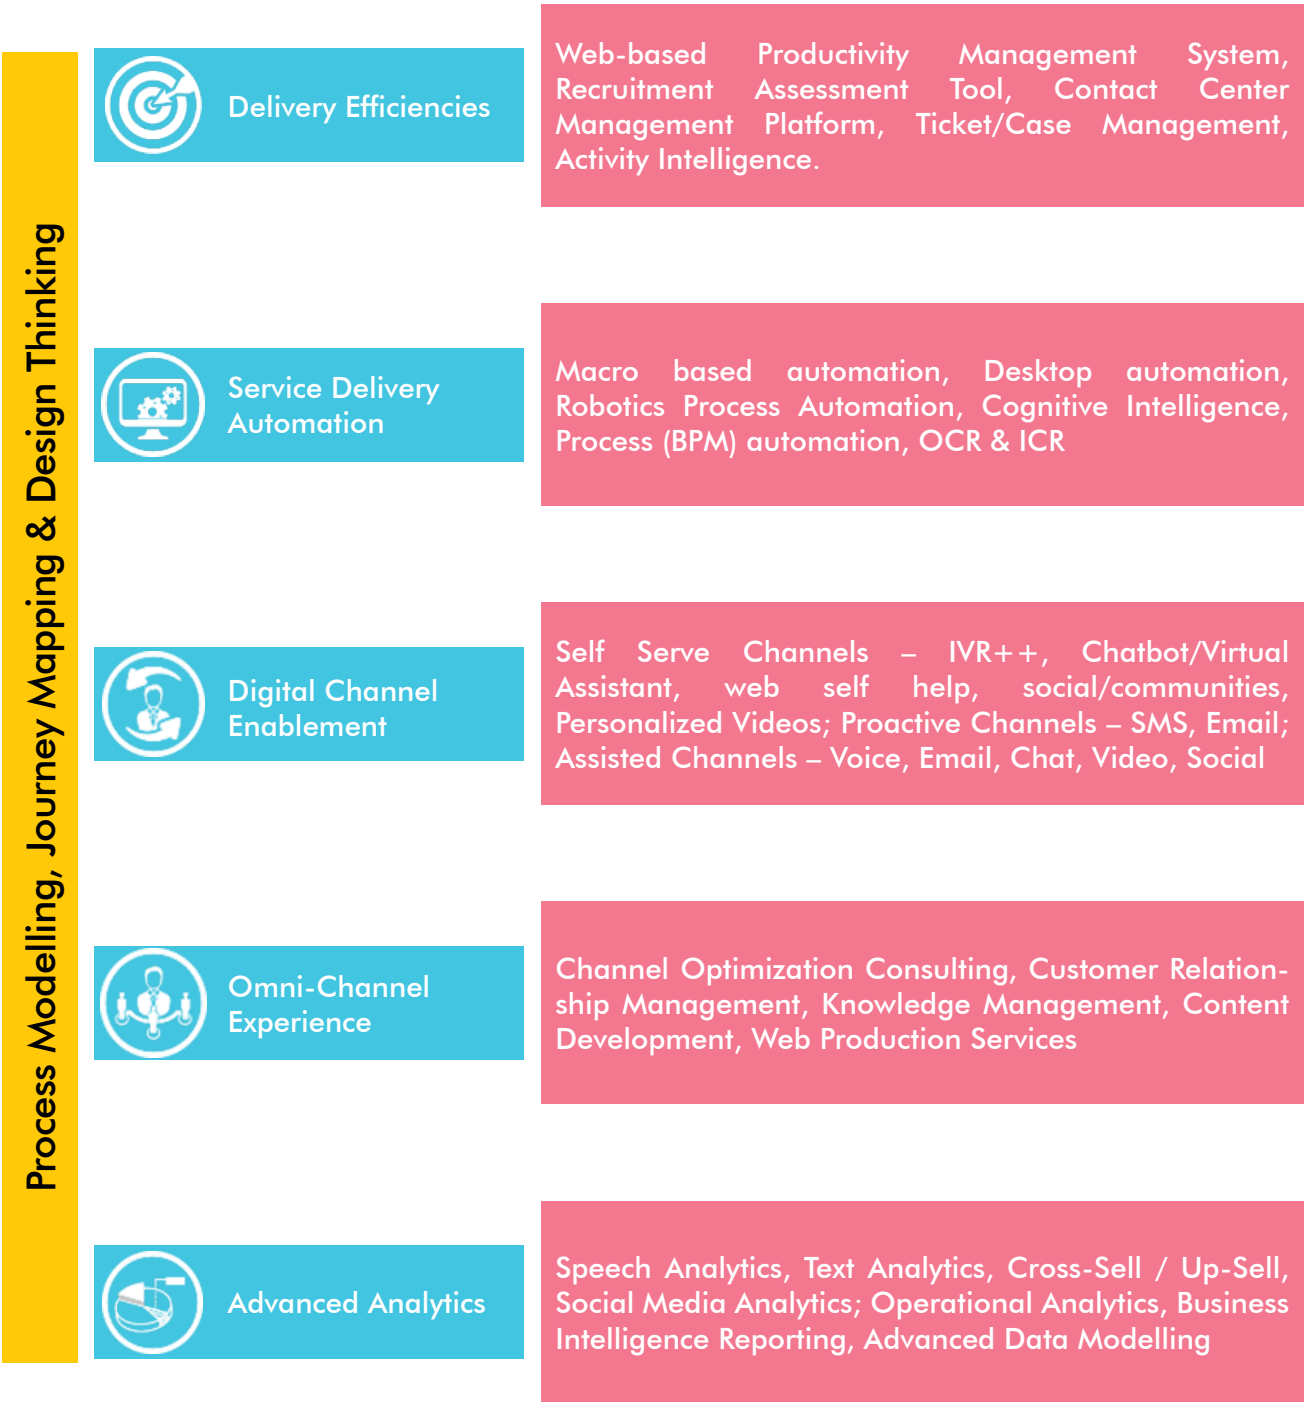 Process Modelling, Journey Mapping & Design Thinking
Delivery Efficiencies
Web-based Productivity Management System,
Recruitment Assessment Tool, Contact Center
Management Platform, Ticket/Case Management,
Activity Intelligence.
Service Delivery
Automation
Macro based automation, Desktop automation,
Robotics Process Automation, Cognitive Intelligence,
Process (BPM) automation, OCR & ICR
Digital Channel
Enablement
Self Serve Channels – IVR++, Chatbot/Virtual
Assistant, web self help, social/communities,
Personalized Videos; Proactive Channels – SMS, Email;
Assisted Channels – Voice, Email, Chat, Video, Social
Omni-Channel
Experience
Channel Optimization Consulting, Customer Relation-
ship Management, Knowledge Management, Content
Development, Web Production Services
Advanced Analytics
Speech Analytics, Text Analytics, Cross-Sell / Up-Sell,
Social Media Analytics; Operational Analytics, Business
Intelligence Reporting, Advanced Data Modelling